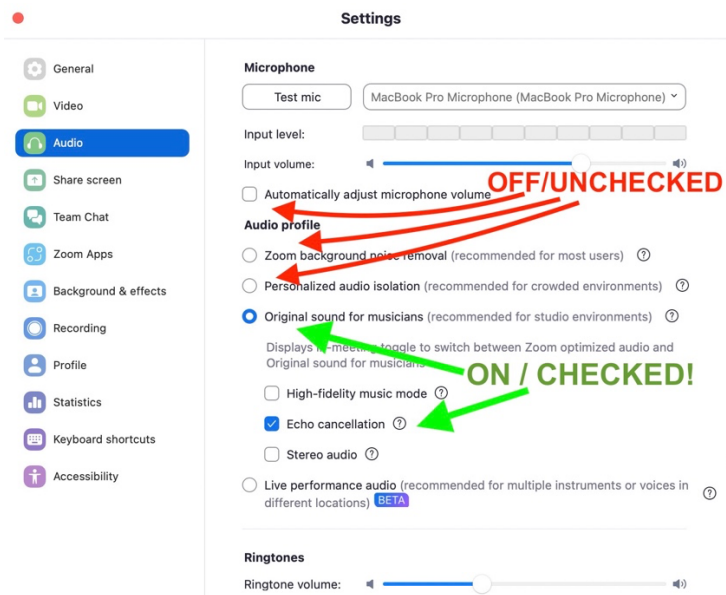 Settings
General
Video
Audio
Share screen
Team Chat
Zoom Apps
Background & effects
Recording
Profile
Statistics
Keyboard shortcuts
Accessibility
Microphone
Test mic
MacBook Pro Microphone (MacBook Pro Microphone)
Input level:
Input volume:
OFF/UNCHECKED
Automatically adjust microphone volume
Audio profile
Zoom background noise removal (recommended for most users)
Personalized audio isolation (recommended for crowded environments)
Original sound for musicians (recommended for studio environments)
Displays in-meeting toggle to switch between Zoom optimized audio and
Original sound for musicians
ON / CHECKED!
High-fidelity music mode
Echo cancellation
Stereo audio
Live performance audio (recommended for multiple instruments or voices in
different locations) BETA
Ringtones
Ringtone volume: